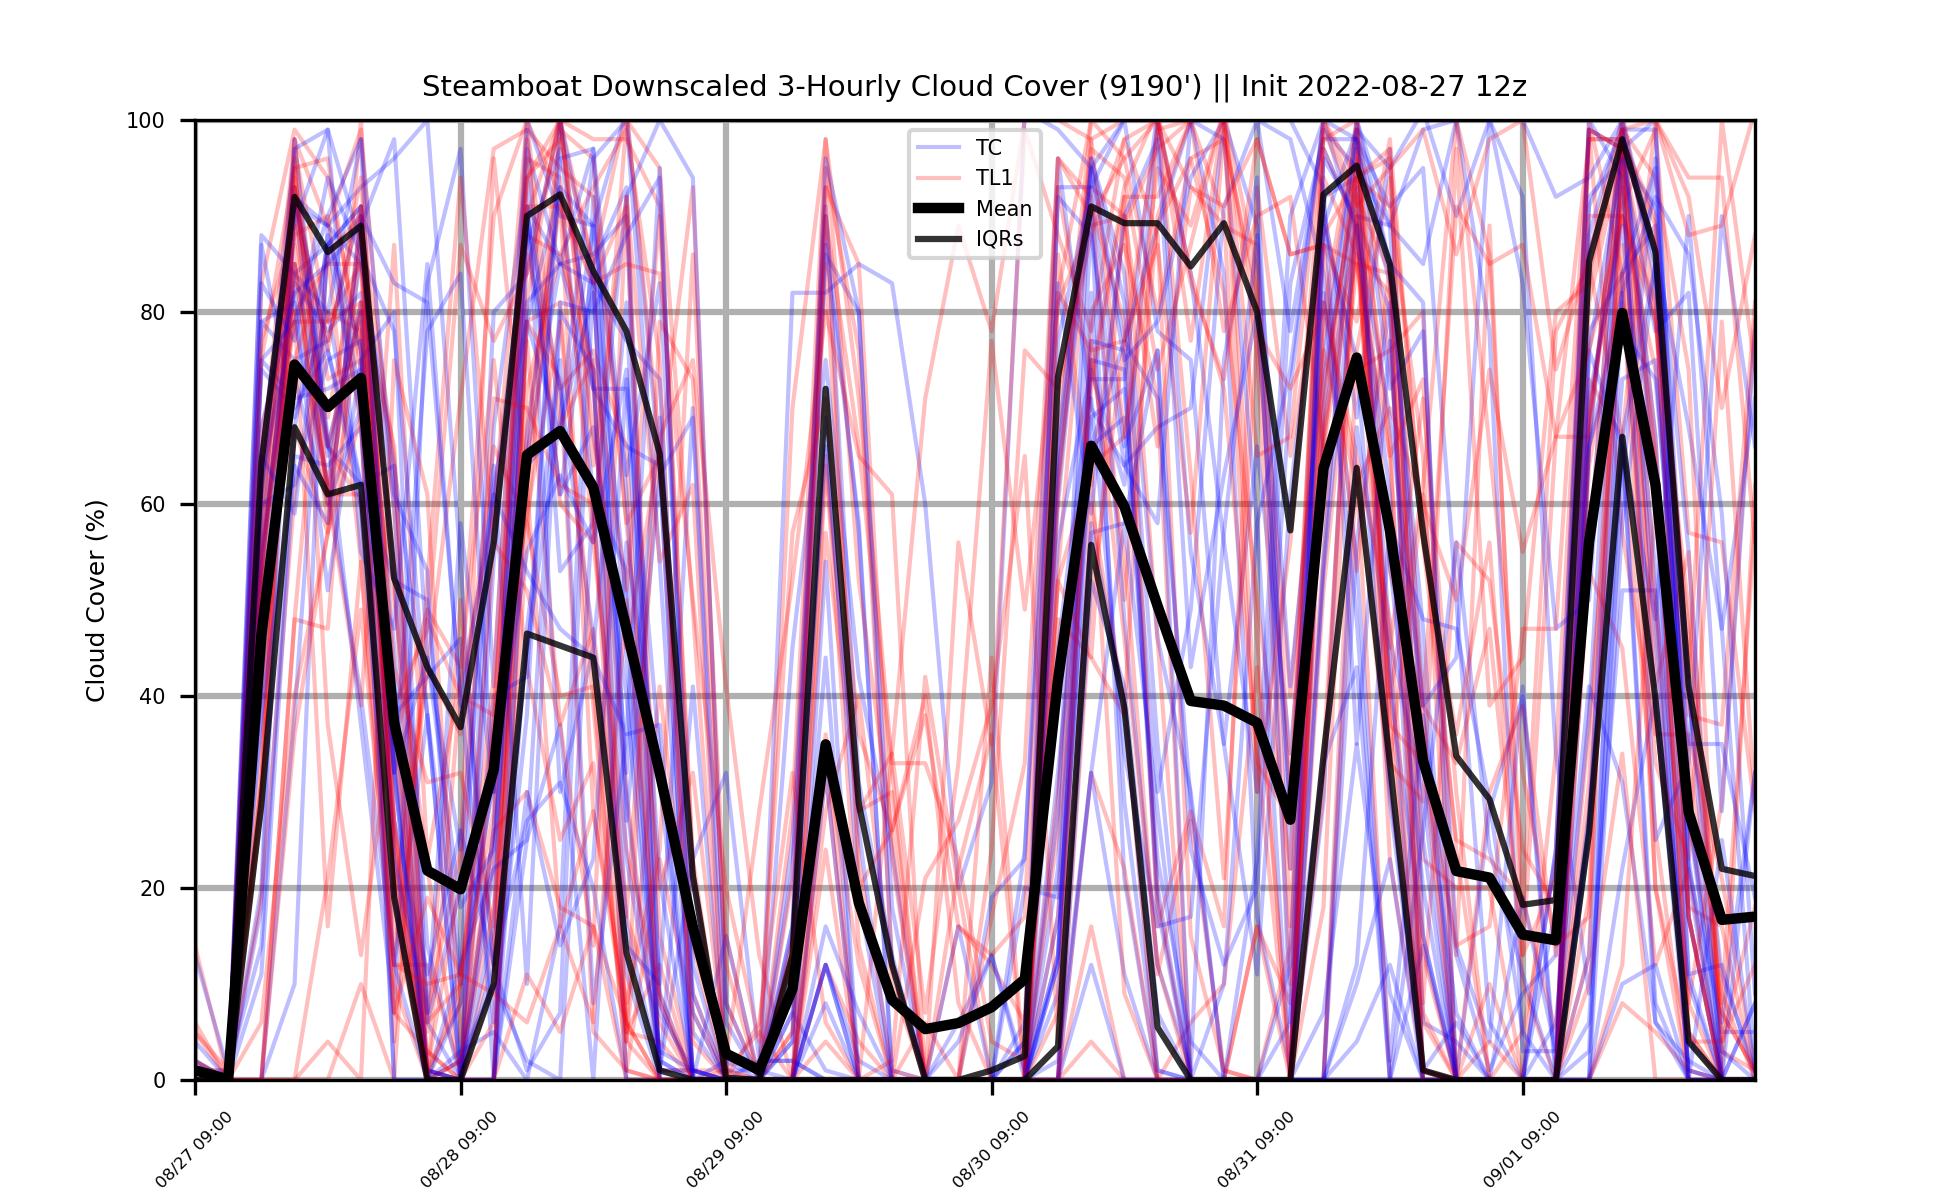 Steamboat Downscaled 3-Hourly Cloud Cover (9190') || Init 2022-08-27 12z
TC
TL1
Mean
IQRs
Cloud Cover (%)
100
80
60
40
20
0
08/27 09:00
08/28 09:00
08/29 09:00
08/30 09:00
08/31 09:00
09/01 09:00